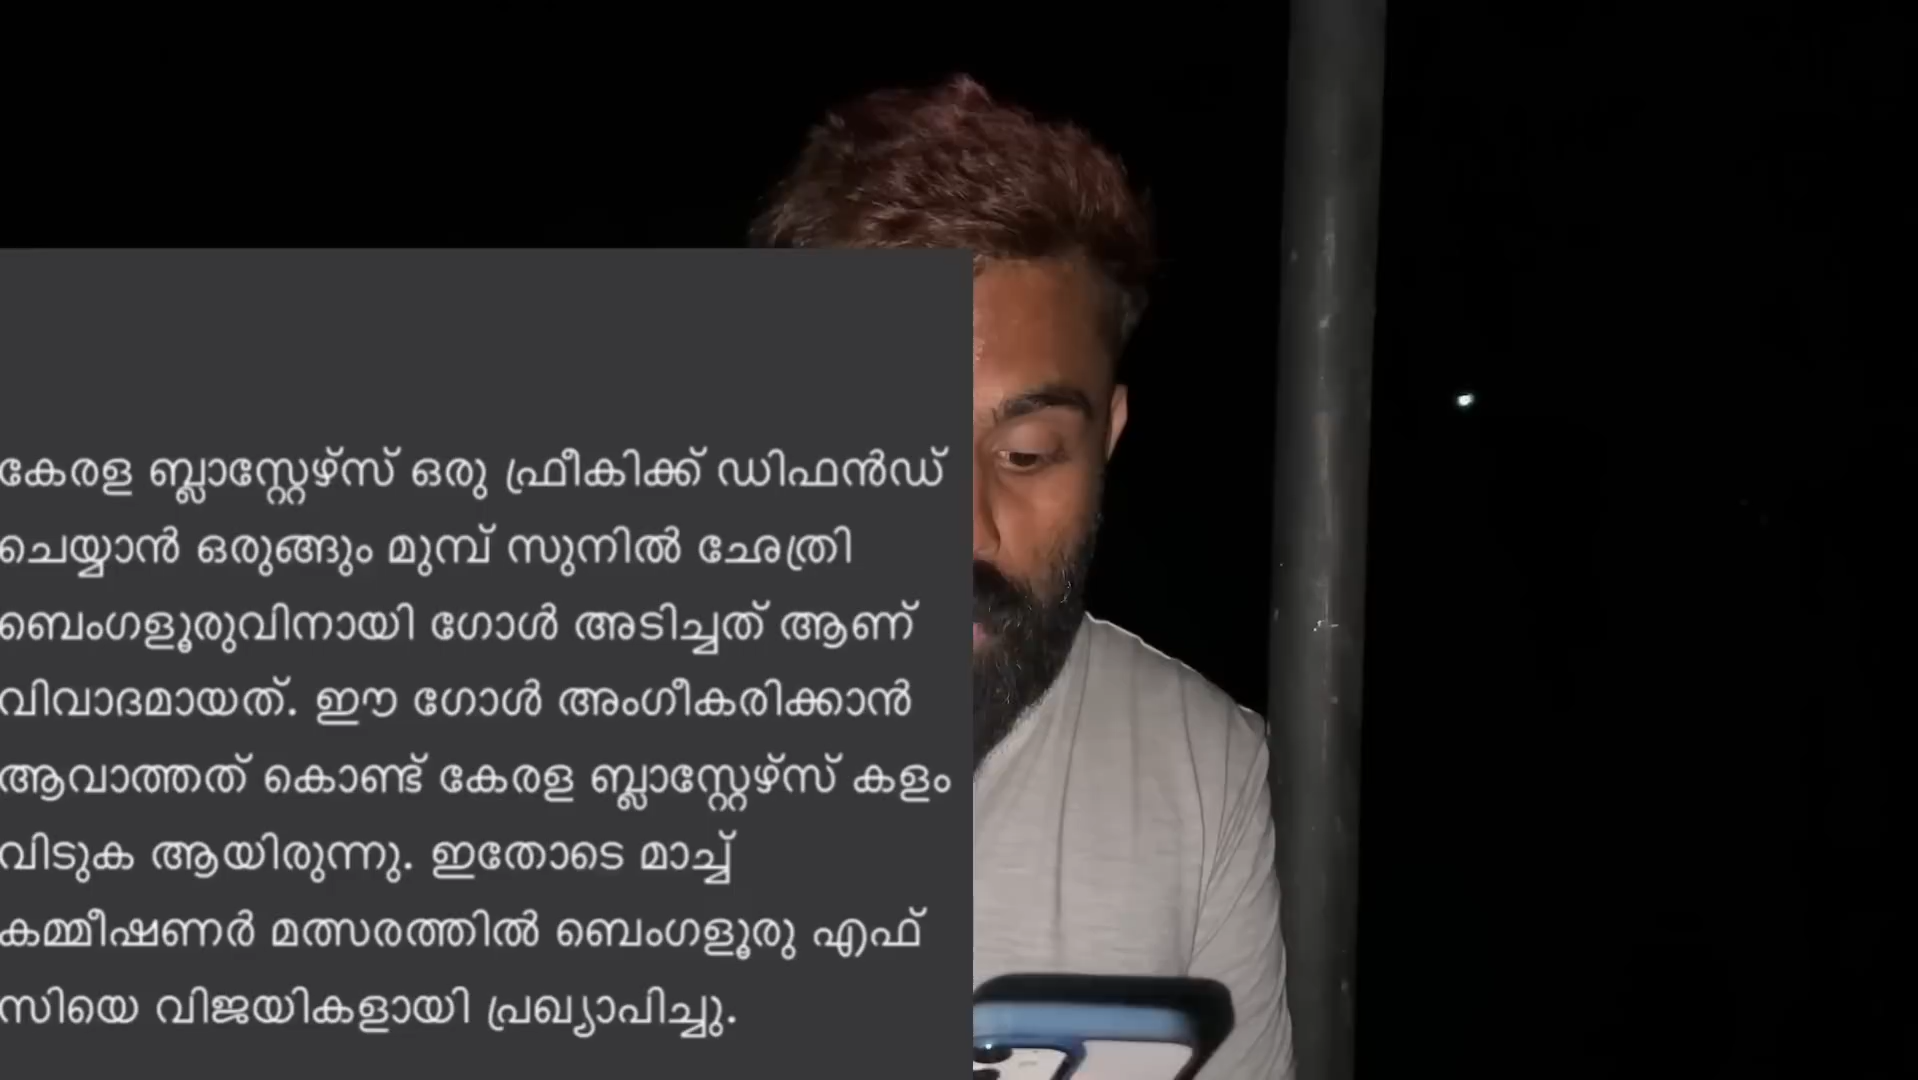 കേരള ബ്ലാസ്റ്റേഴ്സ് ഒരു ഫ്രീകിക്ക് ഡിഫൻഡ്
ചെയ്യാൻ ഒരുങ്ങും മുമ്പ് സുനിൽ ഛേത്രി
ബെംഗളൂരുവിനായി ഗോൾ അടിച്ചത് ആണ്
വിവാദമായത്. ഈ ഗോൾ അംഗീകരിക്കാൻ
ആവാത്തത് കൊണ്ട് കേരള ബ്ലാസ്റ്റേഴ്സ് കളം
വിടുക ആയിരുന്നു. ഇതോടെ മാച്ച്
കമ്മീഷണർ മത്സരത്തിൽ ബെംഗളൂരു എഫ്
സിയെ വിജയികളായി പ്രഖ്യാപിച്ചു.